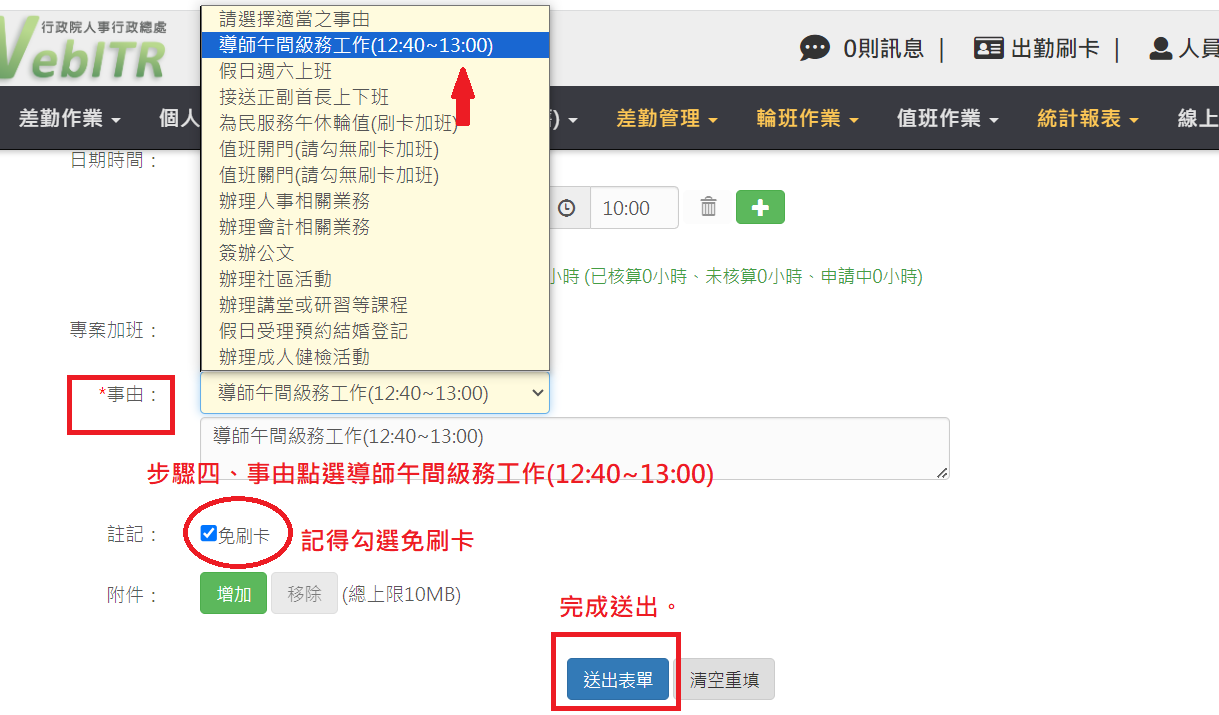 行政院人事行政總處
WebITR
0則訊息 | 出勤刷卡 | 人員
差勤作業 個人 ) 差勤管理 輪班作業 值班作業 統計報表 線上
請選擇適當之事由
導師午間級務工作(12:40~13:00)
假日週六上班
接送正副首長上下班
為民服務午休輪值(刷卡加班)
值班開門(請勾無刷卡加班)
值班關門(請勾無刷卡加班)
辦理人事相關業務
辦理會計相關業務
簽辦公文
辦理社區活動
辦理講堂或研習等課程
假日受理預約結婚登記
辦理成人健檢活動
日期時間：
10:00
小時 (已核算0小時、未核算0小時、申請中0小時)
專案加班：
*事由： 導師午間級務工作(12:40~13:00)
導師午間級務工作(12:40~13:00)
步驟四、事由點選導師午間級務工作(12:40~13:00)
註記： 免刷卡 記得勾選免刷卡
附件： 增加 移除 (總上限10MB)
完成送出。
送出表單 清空重填